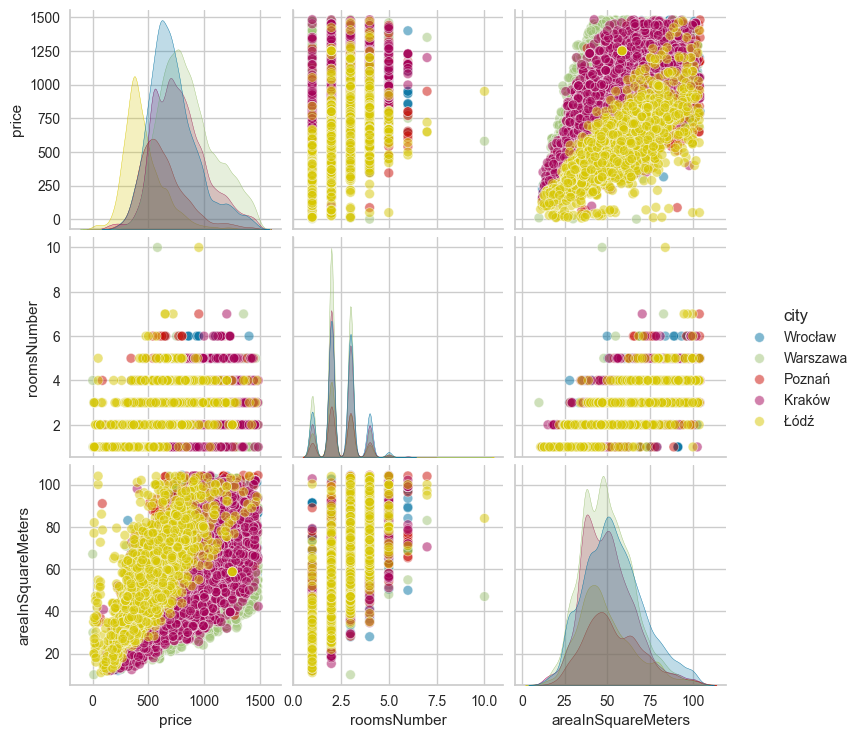 1500
1250
1000
750
500
250
0
price
10
8
6
4
2
roomsNumber
100
80
60
40
20
areaInSquareMeters
0 500 1000 1500
price
0.0 2.5 5.0 7.5 10.0
roomsNumber
0 25 50 75 100
areaInSquareMeters
city
Wrocław
Warszawa
Poznań
Kraków
Łódź